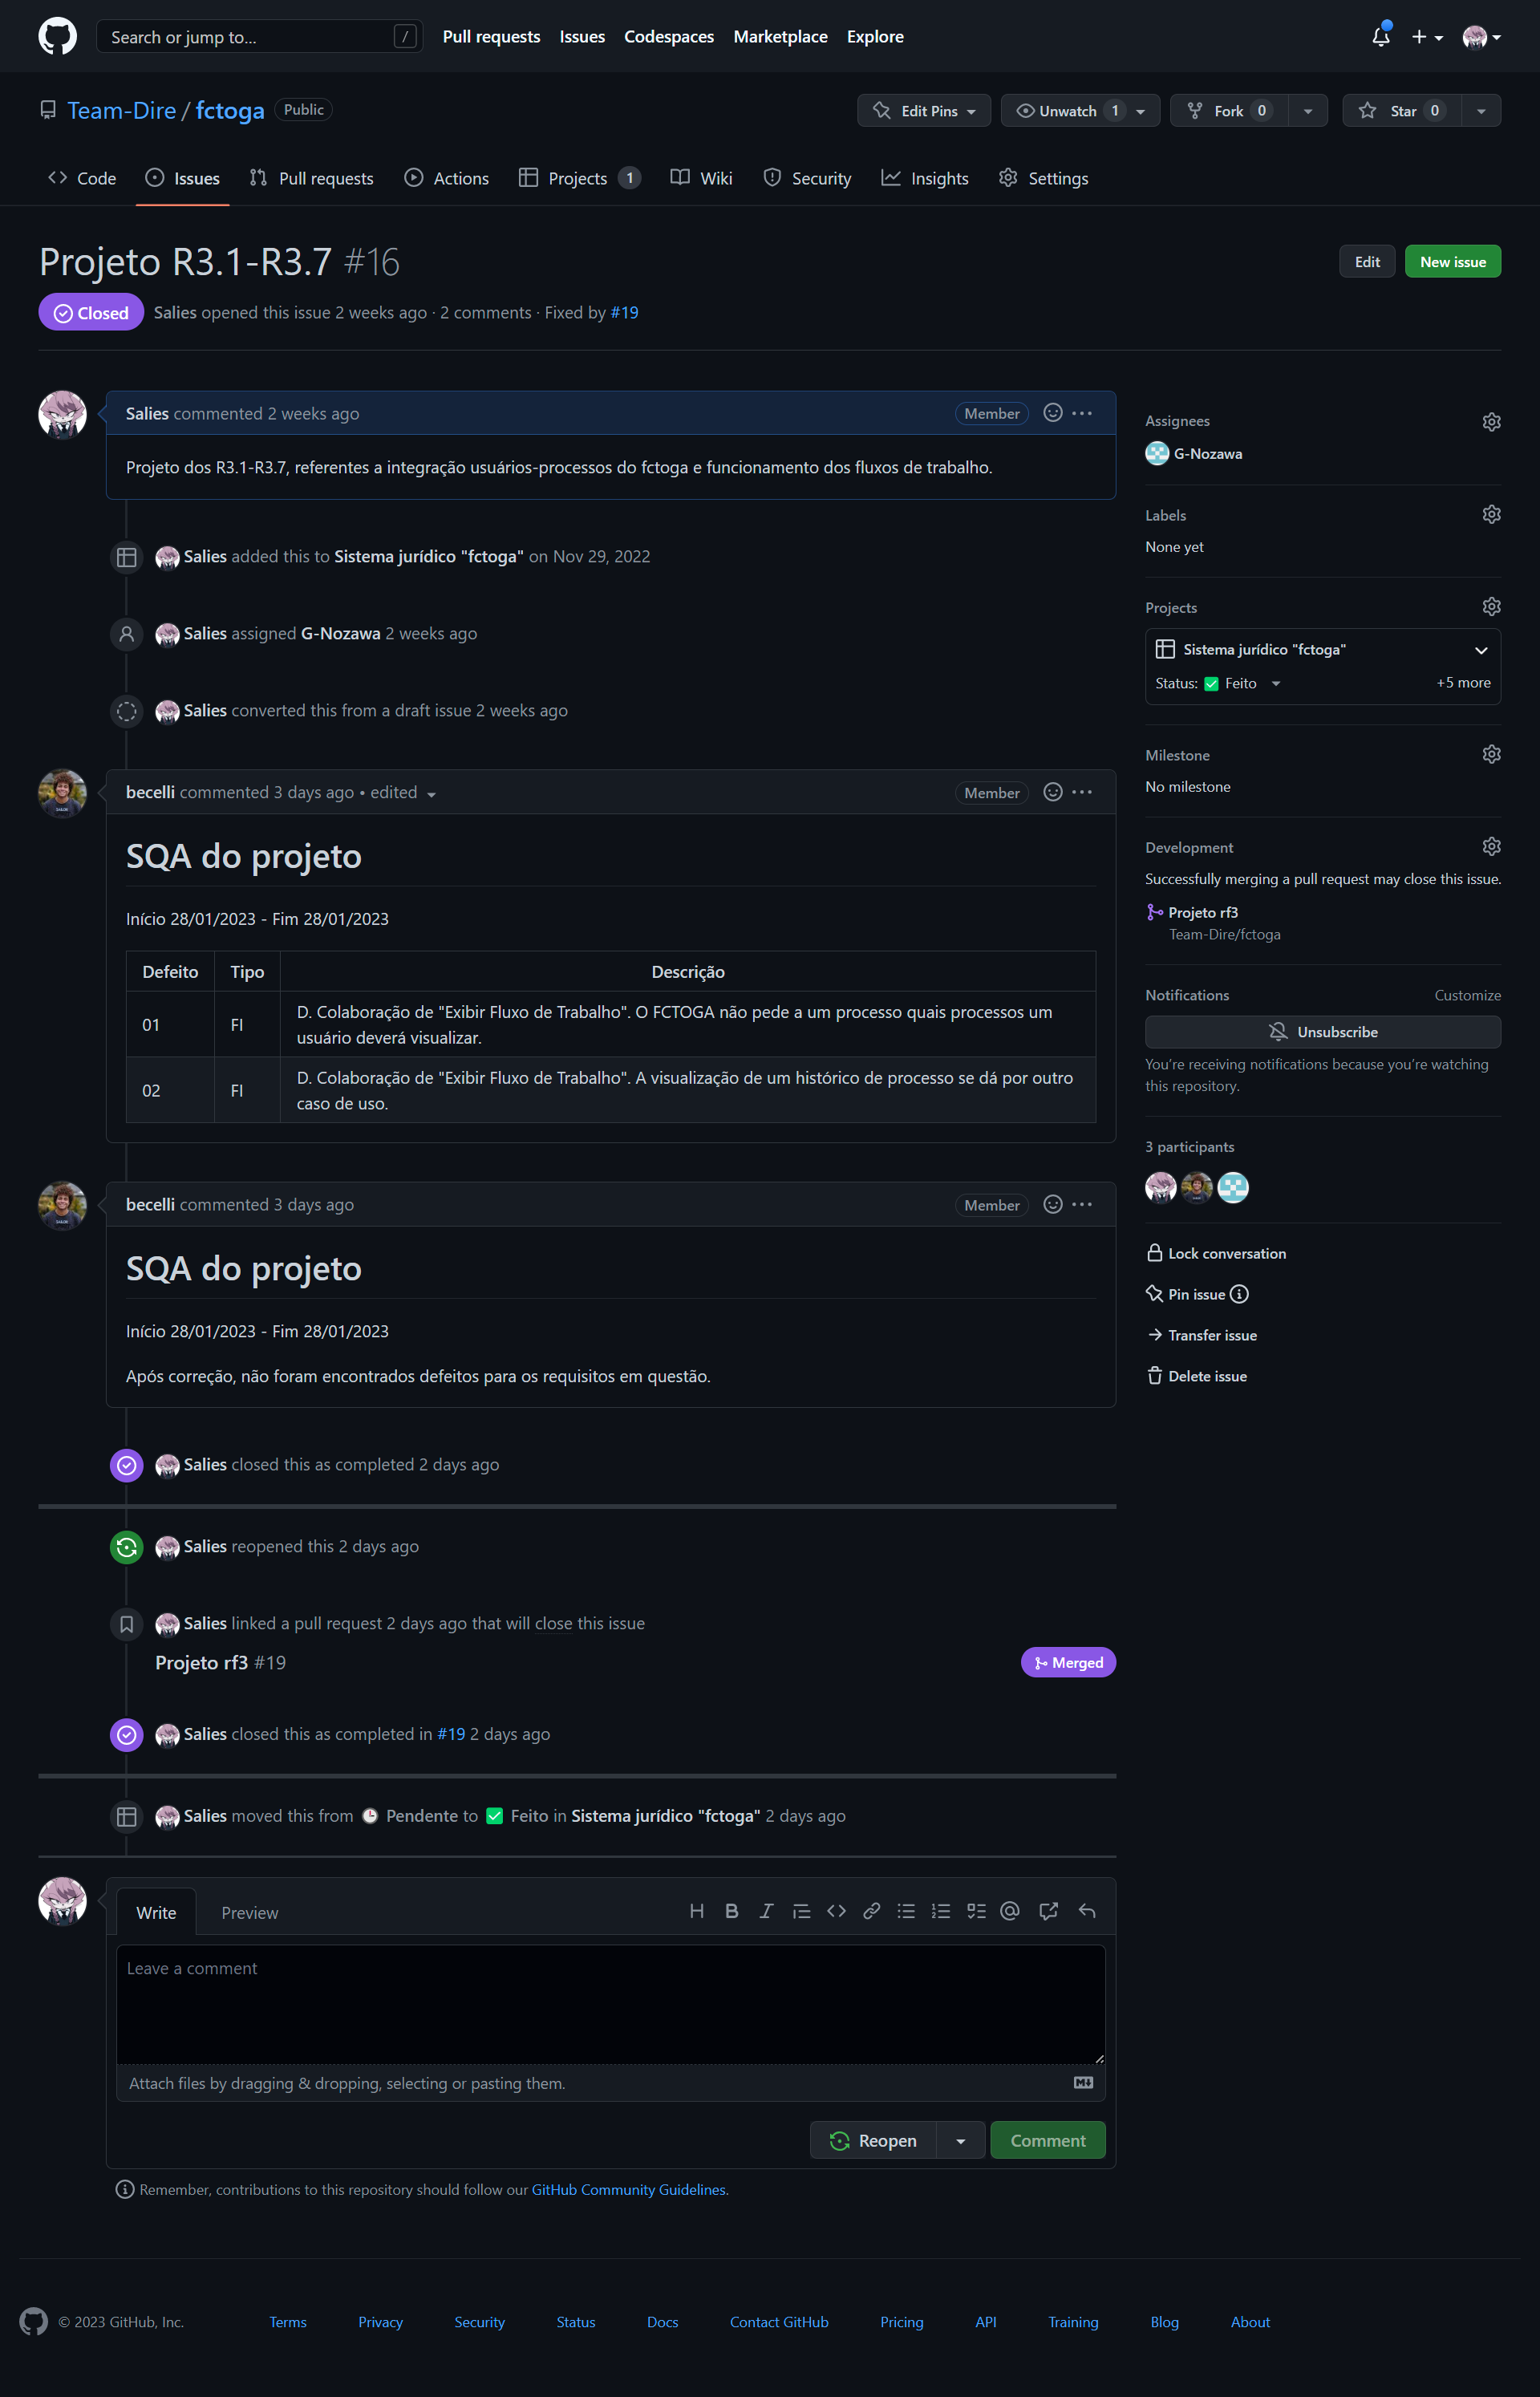 Search or jump to... /
Pull requests Issues Codespaces Marketplace Explore
Team-Dire / fctoga Public
Edit Pins Unwatch 1 Fork 0 Star 0
Code Issues Pull requests Actions Projects 1 Wiki Security Insights Settings
Projeto R3.1-R3.7 #16
Edit New issue
Closed Salies opened this issue 2 weeks ago · 2 comments · Fixed by #19
Salies commented 2 weeks ago Member
Projeto dos R3.1-R3.7, referentes a integração usuários-processos do fctoga e funcionamento dos fluxos de trabalho.
Salies added this to Sistema jurídico "fctoga" on Nov 29, 2022
Salies assigned G-Nozawa 2 weeks ago
Salies converted this from a draft issue 2 weeks ago
becelli commented 3 days ago • edited Member
SQA do projeto
Início 28/01/2023 - Fim 28/01/2023
Defeito Tipo Descrição
01 FI D. Colaboração de "Exibir Fluxo de Trabalho". O FCTOGA não pede a um processo quais processos um
usuário deverá visualizar.
02 FI D. Colaboração de "Exibir Fluxo de Trabalho". A visualização de um histórico de processo se dá por outro
caso de uso.
becelli commented 3 days ago Member
SQA do projeto
Início 28/01/2023 - Fim 28/01/2023
Após correção, não foram encontrados defeitos para os requisitos em questão.
Salies closed this as completed 2 days ago
Salies reopened this 2 days ago
Salies linked a pull request 2 days ago that will close this issue
Projeto rf3 #19 Merged
Salies closed this as completed in #19 2 days ago
Salies moved this from Pendente to Feito in Sistema jurídico "fctoga" 2 days ago
Write Preview
Leave a comment
Attach files by dragging & dropping, selecting or pasting them.
Reopen Comment
Remember, contributions to this repository should follow our GitHub Community Guidelines.
Assignees
G-Nozawa
Labels
None yet
Projects
Sistema jurídico "fctoga"
Status: Feito +5 more
Milestone
No milestone
Development
Successfully merging a pull request may close this issue.
Projeto rf3
Team-Dire/fctoga
Notifications Customize
Unsubscribe
You're receiving notifications because you're watching
this repository.
3 participants
Lock conversation
Pin issue
Transfer issue
Delete issue
© 2023 GitHub, Inc. Terms Privacy Security Status Docs Contact GitHub Pricing API Training Blog About